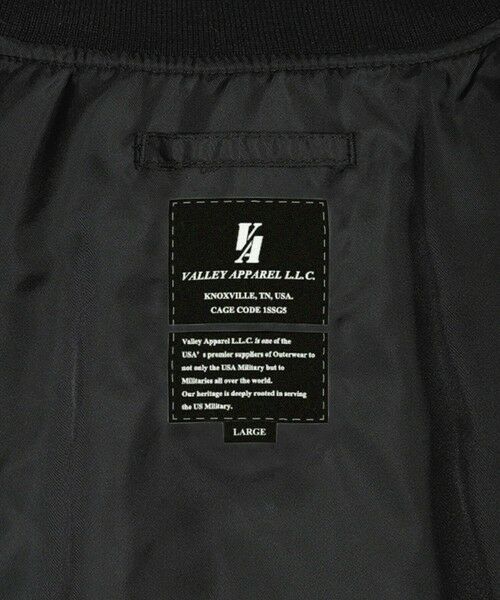 VA
VALLEY APPAREL L.L.C.
KNOXVILLE, TN, USA.
CAGE CODE 1SSG5
Valley Apparel L.L.C. is one of the
USA's premier suppliers of Outerwear to
not only the USA Military but to
Militaries all over the world.
Our heritage is deeply rooted in serving
the US Military.
LARGE